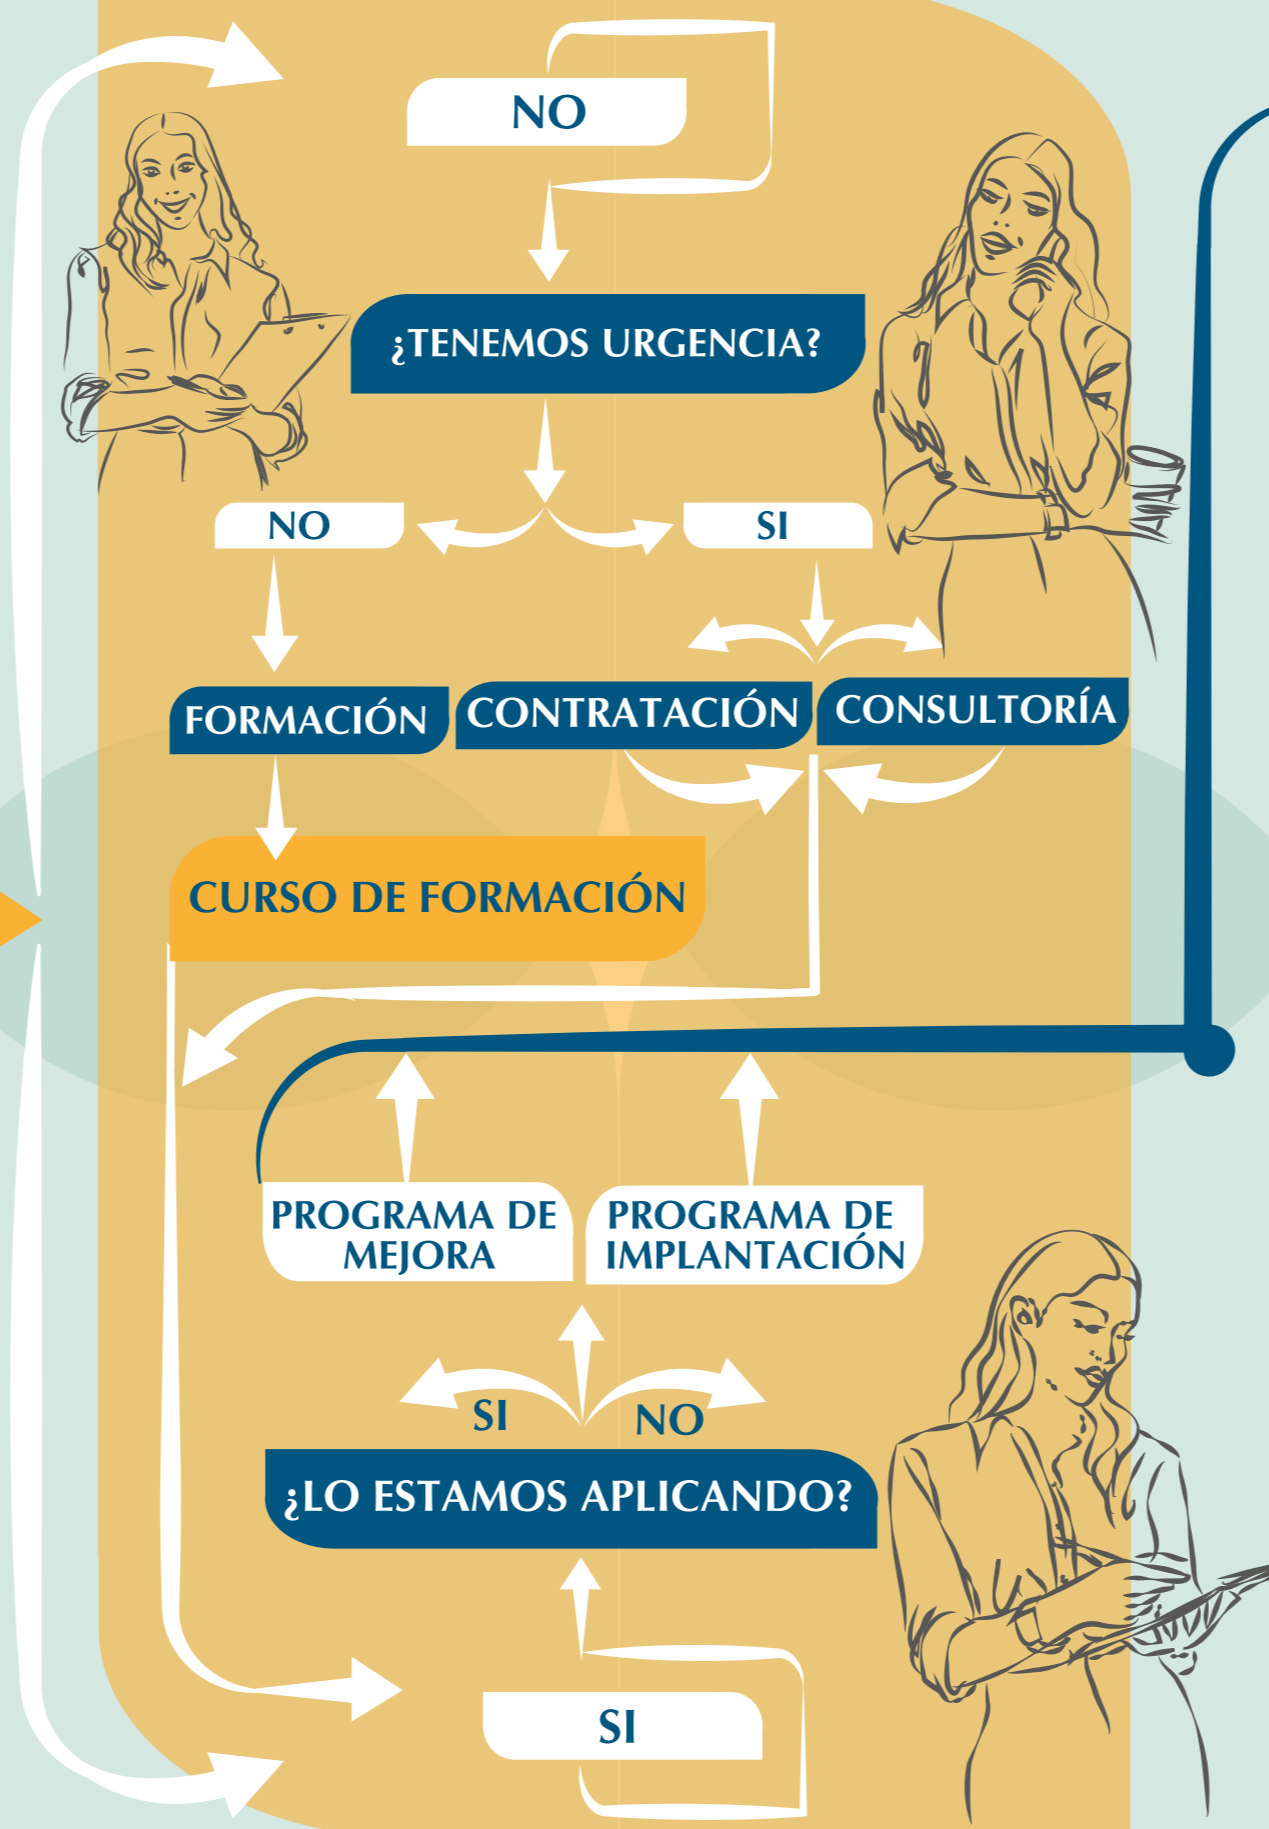 NO
¿TENEMOS URGENCIA?
NO
SI
FORMACIÓN
CONTRATACIÓN
CONSULTORÍA
CURSO DE FORMACIÓN
PROGRAMA DE
MEJORA
PROGRAMA DE
IMPLANTACIÓN
SI
NO
¿LO ESTAMOS APLICANDO?
SI